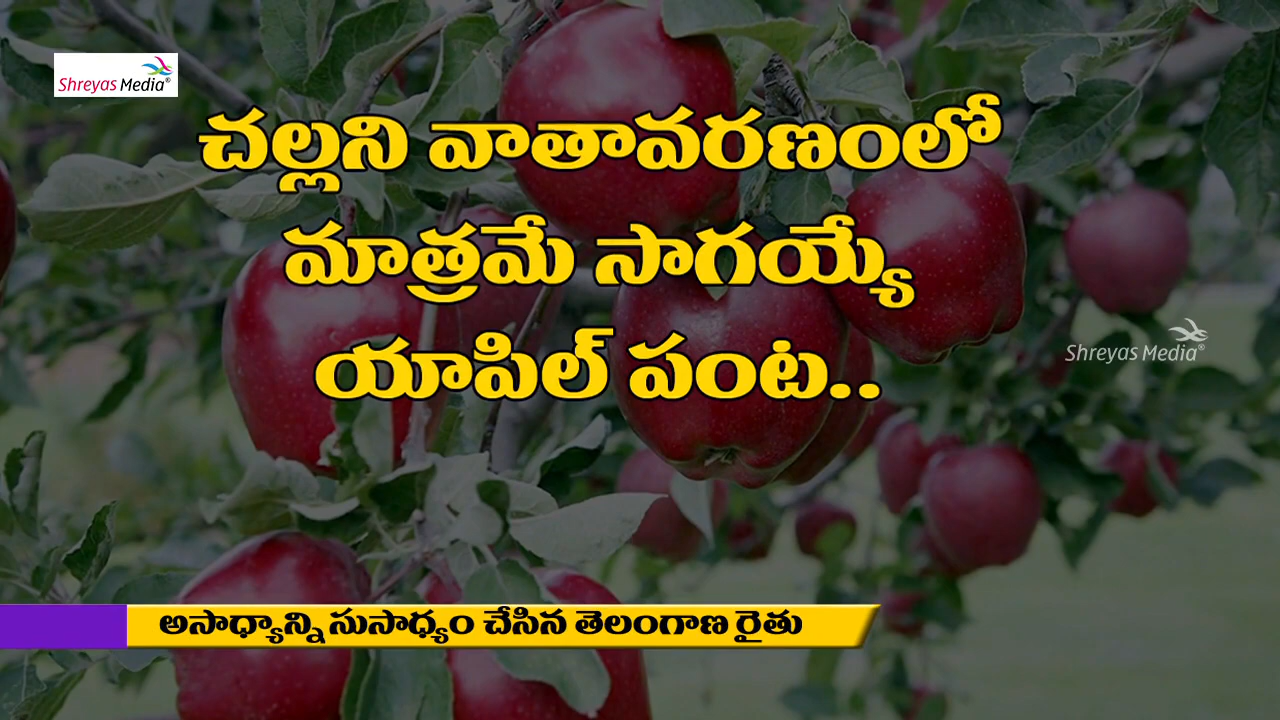 Shreyas Media®
చల్లని వాతావరణంలో
మాత్రమే సాగయ్యే
యాపిల్ పంట..
Shreyas Media®
అసాధ్యాన్ని సుసాధ్యం చేసిన తెలంగాణ రైతు